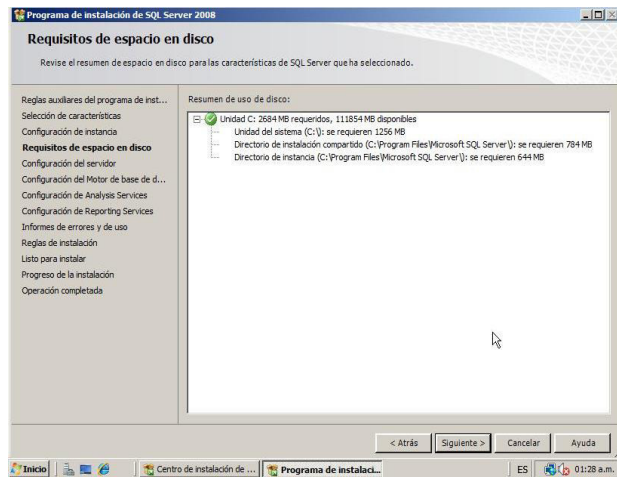 Programa de instalación de SQL Server 2008
Requisitos de espacio en disco
Revise el resumen de espacio en disco para las características de SQL Server que ha seleccionado.
Reglas auxiliares del programa de inst...
Selección de características
Configuración de instancia
Requisitos de espacio en disco
Configuración del servidor
Configuración del Motor de base de d...
Configuración de Analysis Services
Configuración de Reporting Services
Informes de errores y de uso
Reglas de instalación
Listo para instalar
Progreso de la instalación
Operación completada
Resumen de uso de disco:
Unidad C: 2684 MB requeridos, 111854 MB disponibles
Unidad del sistema (C:\): se requieren 1256 MB
Directorio de instalación compartido (C:\Program Files\Microsoft SQL Server\): se requieren 784 MB
Directorio de instancia (C:\Program Files\Microsoft SQL Server\): se requieren 644 MB
< Atrás
Siguiente >
Cancelar
Ayuda
Inicio
Centro de instalación de ...
Programa de instalaci...
ES
01:28 a.m.